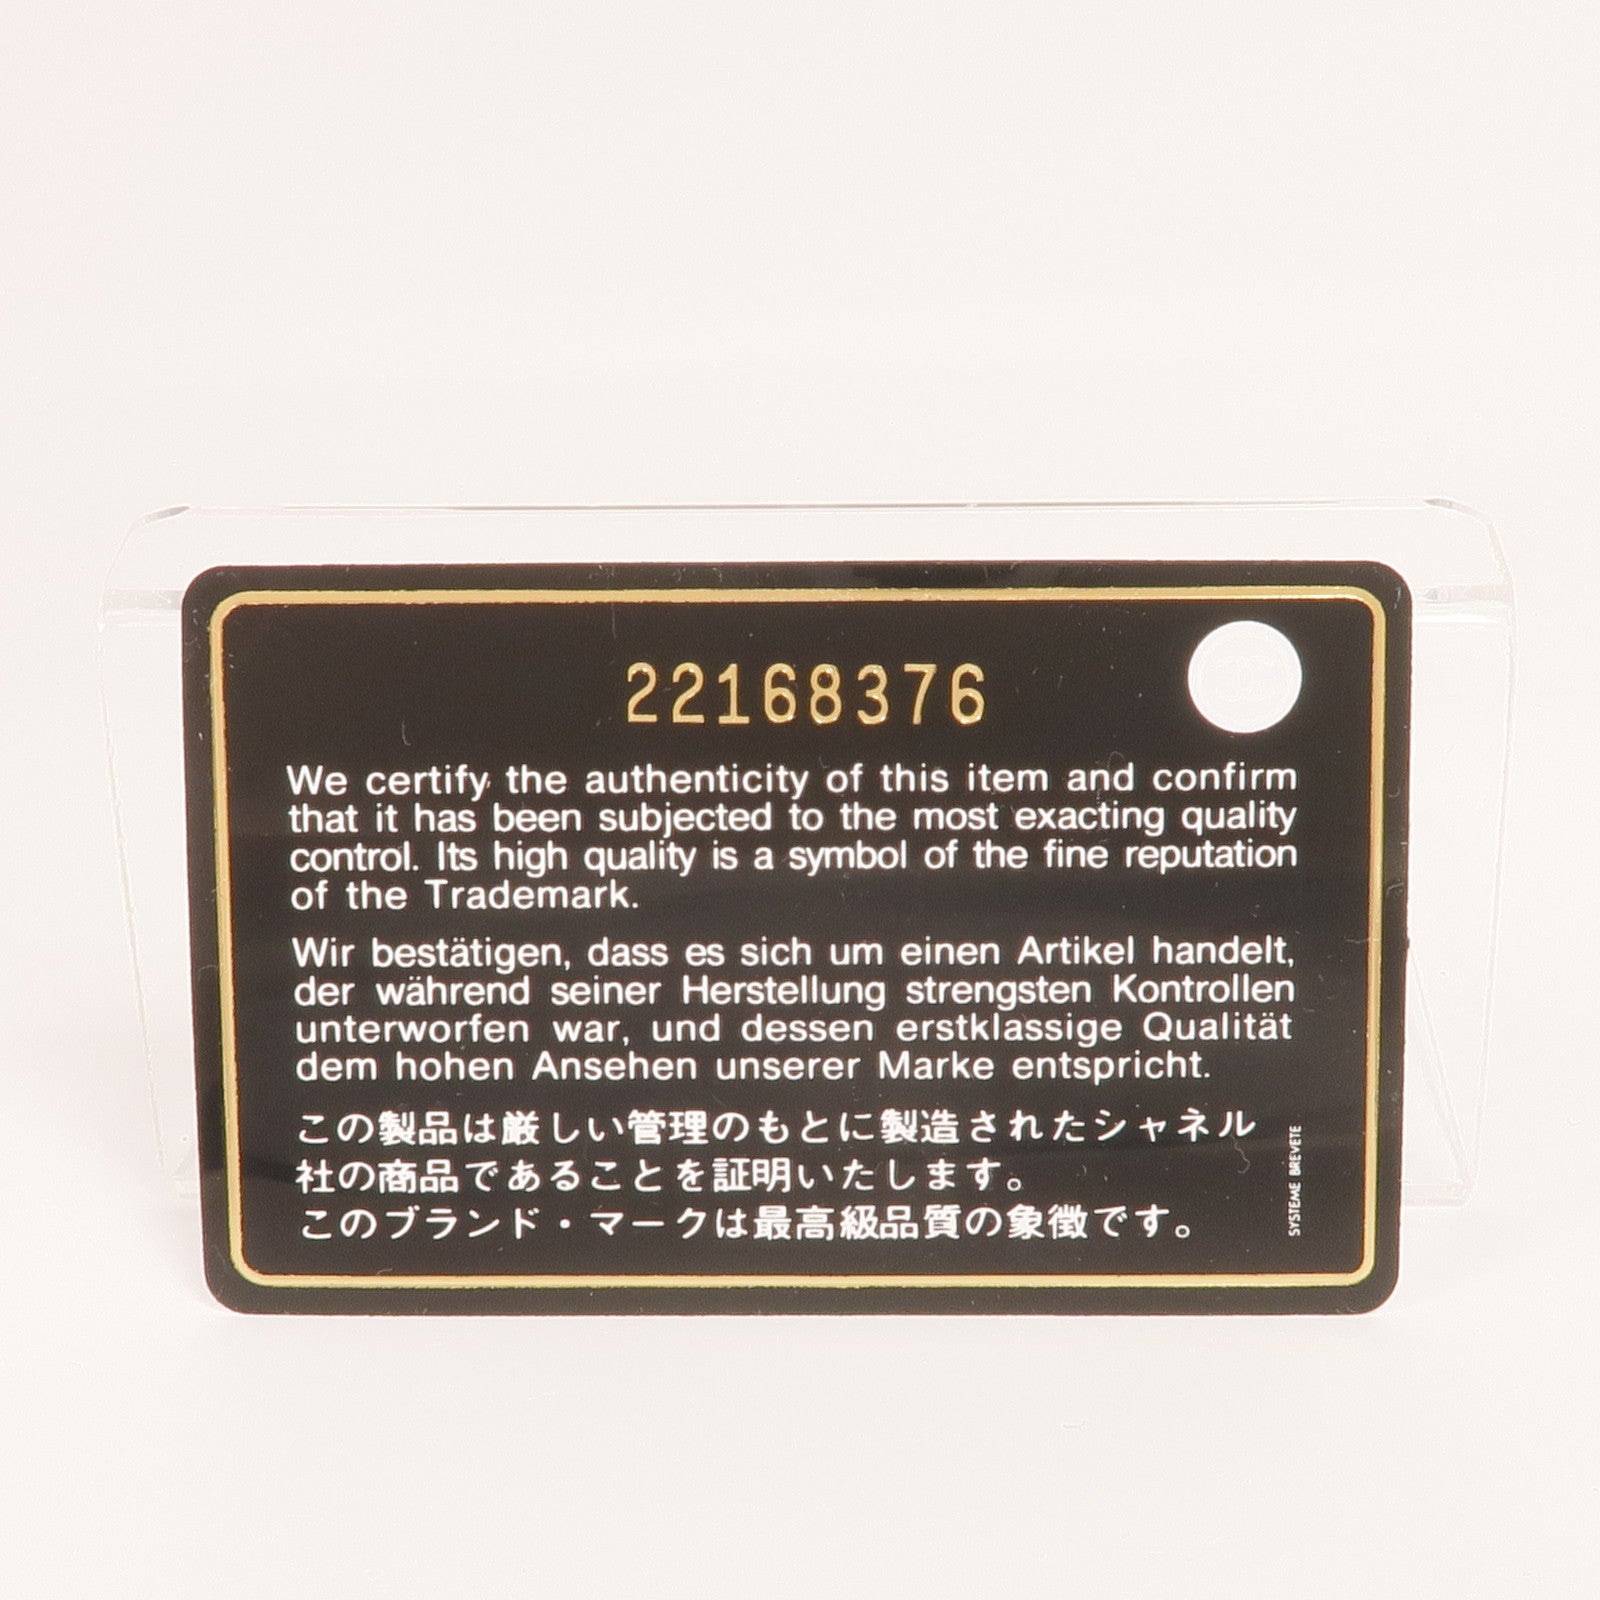 22168376
We certify the authenticity of this item and confirm
that it has been subjected to the most exacting quality
control. Its high quality is a symbol of the fine reputation
of the Trademark.
Wir bestätigen, dass es sich um einen Artikel handelt,
der während seiner Herstellung strengsten Kontrollen
unterworfen war, und dessen erstklassige Qualität
dem hohen Ansehen unserer Marke entspricht.
この製品は厳しい管理のもとに製造されたシャネル
社の商品であることを証明いたします。
このブランド・マークは最高級品質の象徴です。
SYSTEME BREVETE